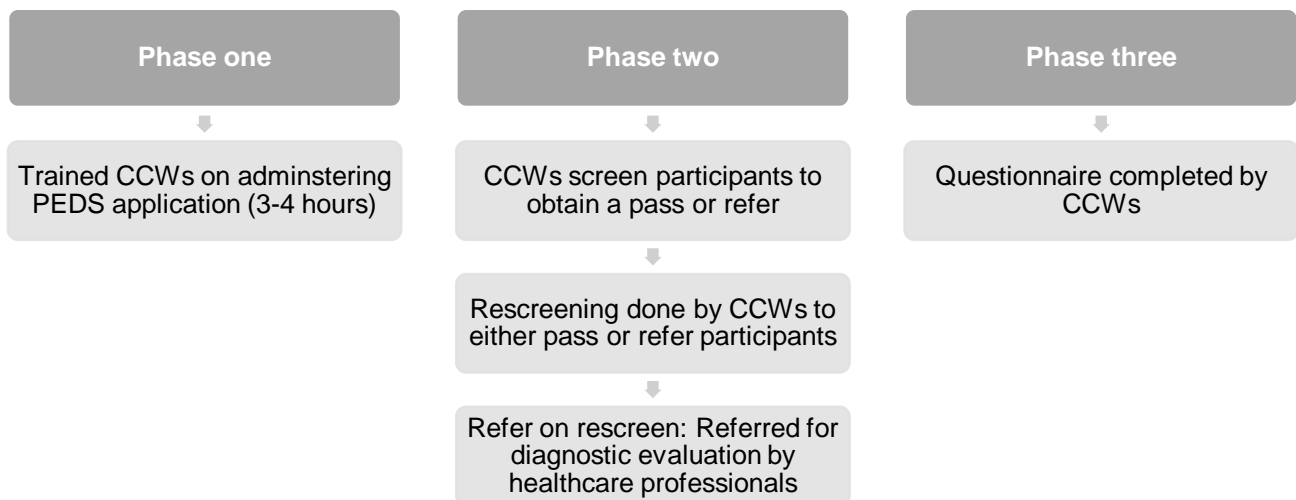 Phase one
Trained CCWs on adminstering
PEDS application (3-4 hours)
Phase two
CCWs screen participants to
obtain a pass or refer
Rescreening done by CCWs to
either pass or refer participants
Refer on rescreen: Referred for
diagnostic evaluation by
healthcare professionals
Phase three
Questionnaire completed by
CCWs